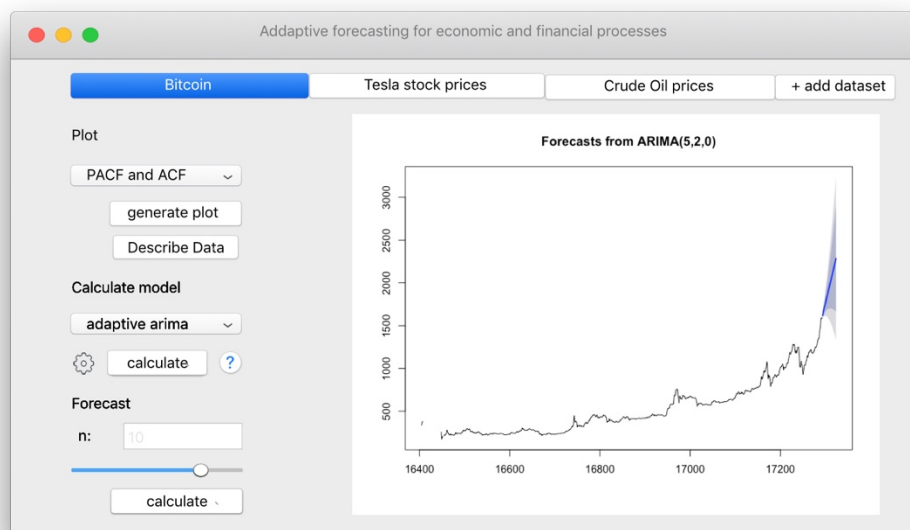 Addaptive forecasting for economic and financial processes
Bitcoin
Tesla stock prices
Crude Oil prices
+ add dataset
Plot
PACF and ACF
generate plot
Describe Data
Calculate model
adaptive arima
calculate
?
Forecast
n:
10
calculate
Forecasts from ARIMA(5,2,0)
3000
2500
2000
1500
1000
500
16400
16600
16800
17000
17200